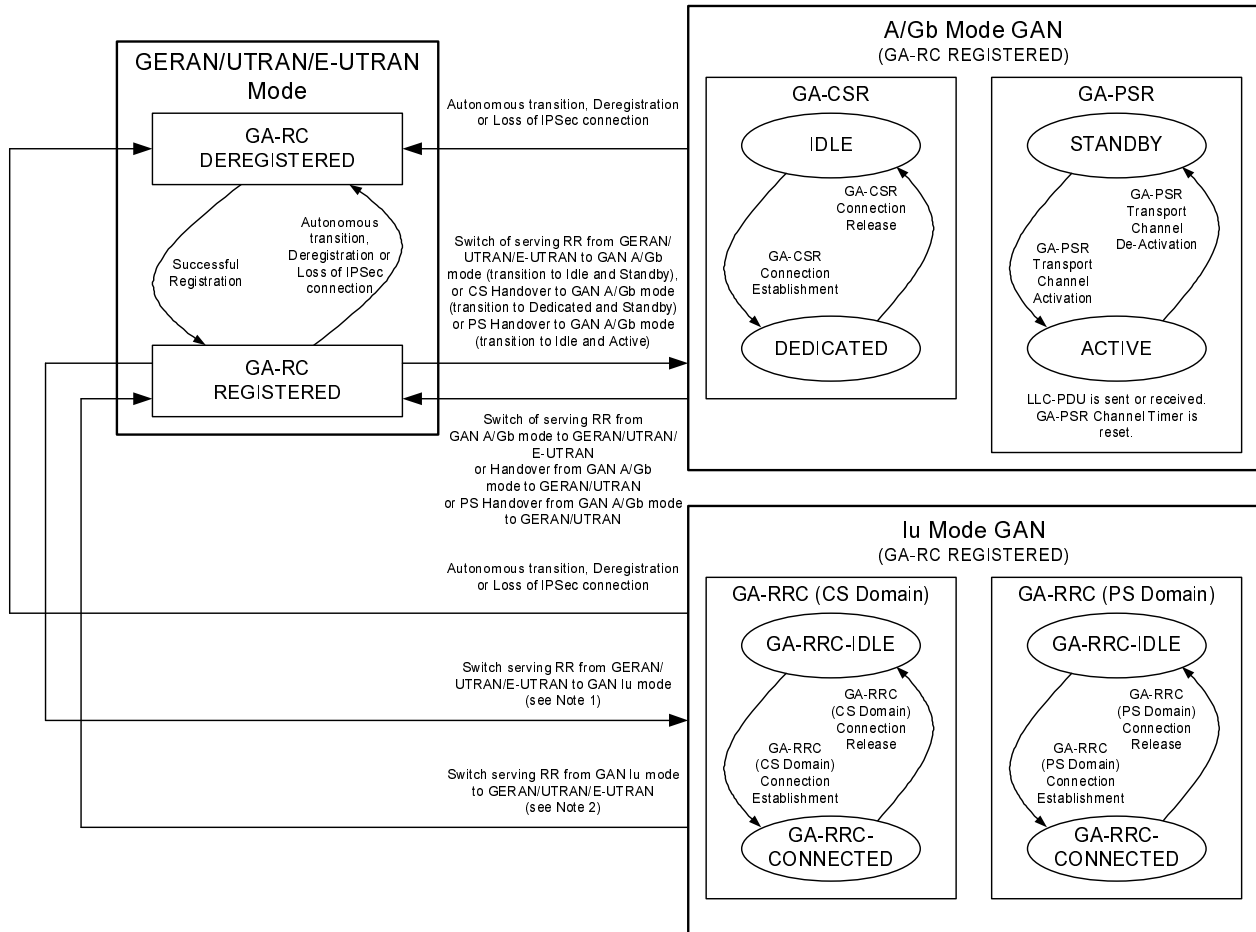 GERAN/UTRAN/E-UTRAN
Mode
GA-RC
DEREGISTERED
Successful
Registration
Autonomous
transition,
Deregistration or
Loss of IPSec
connection
GA-RC
REGISTERED
Autonomous transition, Deregistration
or Loss of IPSec connection
Switch of serving RR from GERAN/
UTRAN/E-UTRAN to GAN A/Gb
mode (transition to Idle and Standby),
or CS Handover to GAN A/Gb mode
(transition to Dedicated and Standby)
or PS Handover to GAN A/Gb mode
(transition to Idle and Active)
Switch of serving RR from
GAN A/Gb mode to GERAN/UTRAN/
E-UTRAN
or Handover from GAN A/Gb
mode to GERAN/UTRAN
or PS Handover from GAN A/Gb mode
to GERAN/UTRAN
Autonomous transition, Deregistration
or Loss of IPSec connection
Switch serving RR from GERAN/
UTRAN/E-UTRAN to GAN Iu mode
(see Note 1)
Switch serving RR from GAN Iu mode
to GERAN/UTRAN/E-UTRAN
(see Note 2)
A/Gb Mode GAN
(GA-RC REGISTERED)
GA-CSR
IDLE
GA-CSR
Connection
Release
GA-CSR
Connection
Establishment
DEDICATED
GA-PSR
STANDBY
GA-PSR
Transport
Channel
De-Activation
GA-PSR
Transport
Channel
Activation
ACTIVE
LLC-PDU is sent or received.
GA-PSR Channel Timer is
reset.
Iu Mode GAN
(GA-RC REGISTERED)
GA-RRC (CS Domain)
GA-RRC-IDLE
GA-RRC
(CS Domain)
Connection
Release
GA-RRC
(CS Domain)
Connection
Establishment
GA-RRC-
CONNECTED
GA-RRC (PS Domain)
GA-RRC-IDLE
GA-RRC
(PS Domain)
Connection
Release
GA-RRC
(PS Domain)
Connection
Establishment
GA-RRC-
CONNECTED